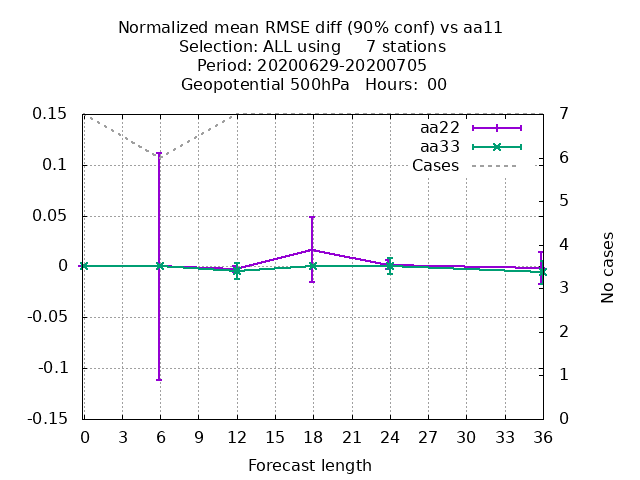 Normalized mean RMSE diff (90% conf) vs aa11
Selection: ALL using     7 stations
Period: 20200629-20200705
Geopotential 500hPa   Hours:  00
0.15
0.1
0.05
0
-0.05
-0.1
-0.15
7
6
5
4
3
2
1
0
aa22
aa33
Cases
No cases
0 3 6 9 12 15 18 21 24 27 30 33 36
Forecast length